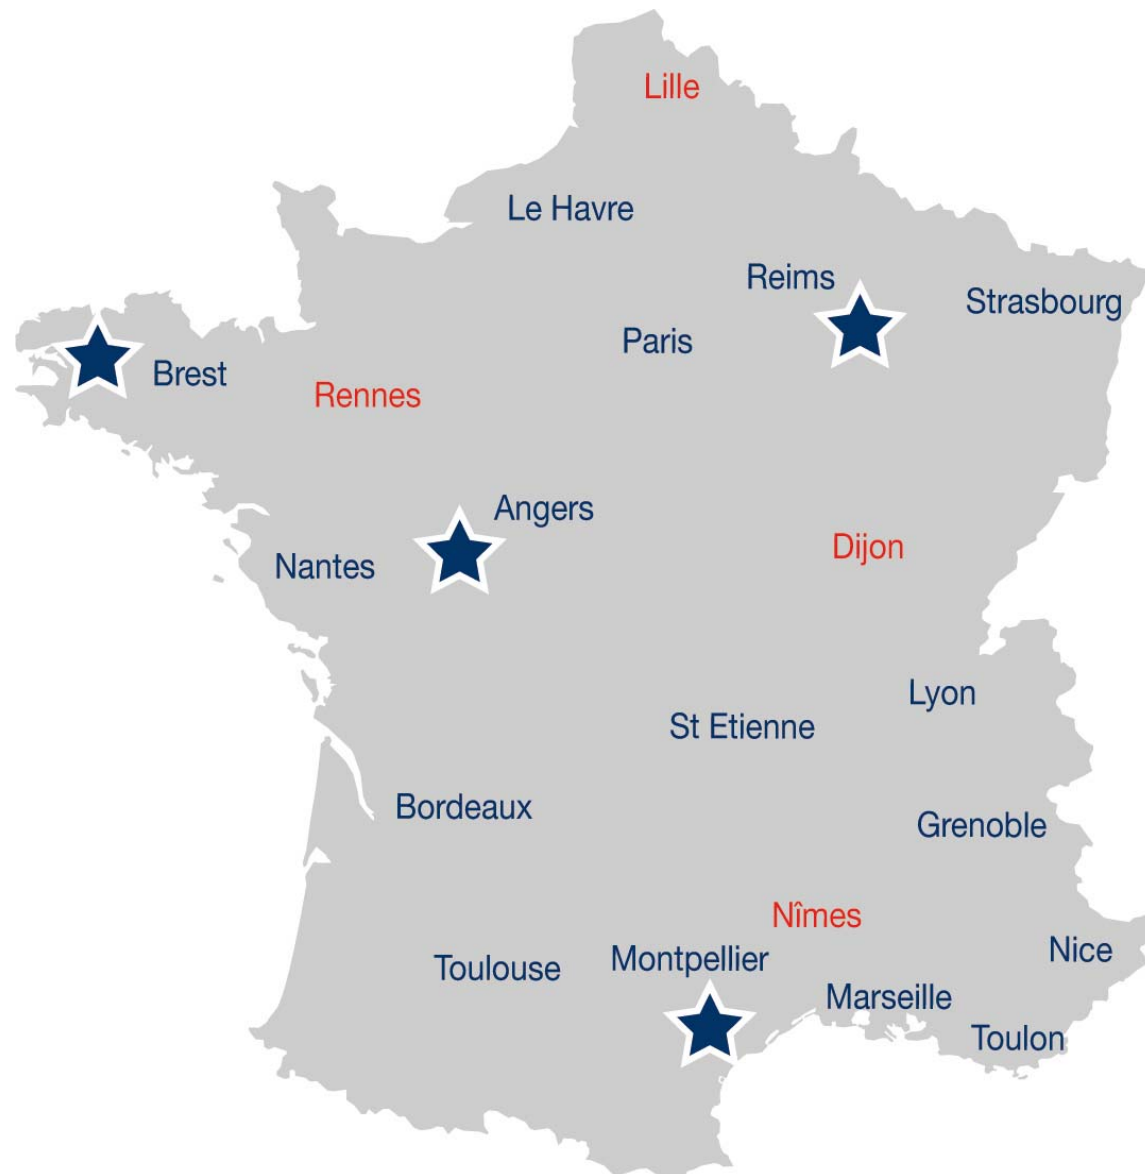 Lille
Le Havre
Reims
Strasbourg
Paris
Brest
Rennes
Angers
Dijon
Nantes
Lyon
St Etienne
Bordeaux
Grenoble
Nîmes
Nice
Montpellier
Toulouse
Marseille
Toulon